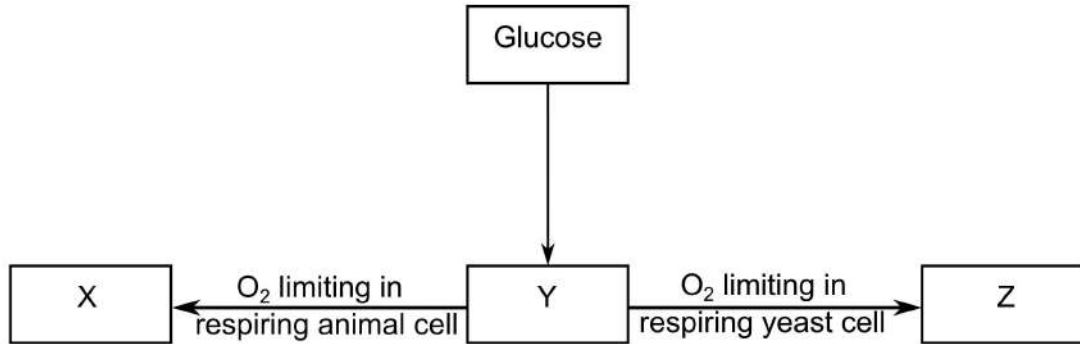 Glucose
X
O₂ limiting in
respiring animal cell
Y
O₂ limiting in
respiring yeast cell
Z